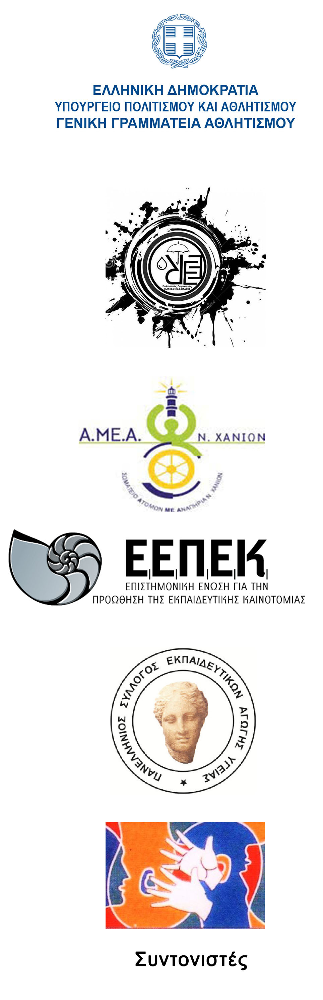 ΕΛΛΗΝΙΚΗ ΔΗΜΟΚΡΑΤΙΑ
ΥΠΟΥΡΓΕΙΟ ΠΟΛΙΤΙΣΜΟΥ ΚΑΙ ΑΘΛΗΤΙΣΜΟΥ
ΓΕΝΙΚΗ ΓΡΑΜΜΑΤΕΙΑ ΑΘΛΗΤΙΣΜΟΥ
Πολιτιστικός Οργανισμός
ΜΑΚΕΔΟΝΙΑΣ-ΘΡΑΚΗΣ
Α.ΜΕ.Α. Ν. ΧΑΝΙΩΝ
ΣΩΜΑΤΕΙΟ ΑΤΟΜΩΝ ΜΕ ΑΝΑΠΗΡΙΑ Ν. ΧΑΝΙΩΝ
Ε.Ε.Π.Ε.Κ.
ΕΠΙΣΤΗΜΟΝΙΚΗ ΕΝΩΣΗ ΓΙΑ ΤΗΝ
ΠΡΟΩΘΗΣΗ ΤΗΣ ΕΚΠΑΙΔΕΥΤΙΚΗΣ ΚΑΙΝΟΤΟΜΙΑΣ
ΠΑΝΕΛΛΗΝΙΟΣ ΣΥΛΛΟΓΟΣ ΕΚΠΑΙΔΕΥΤΙΚΩΝ ΑΓΩΓΗΣ ΥΓΕΙΑΣ
Συντονιστές